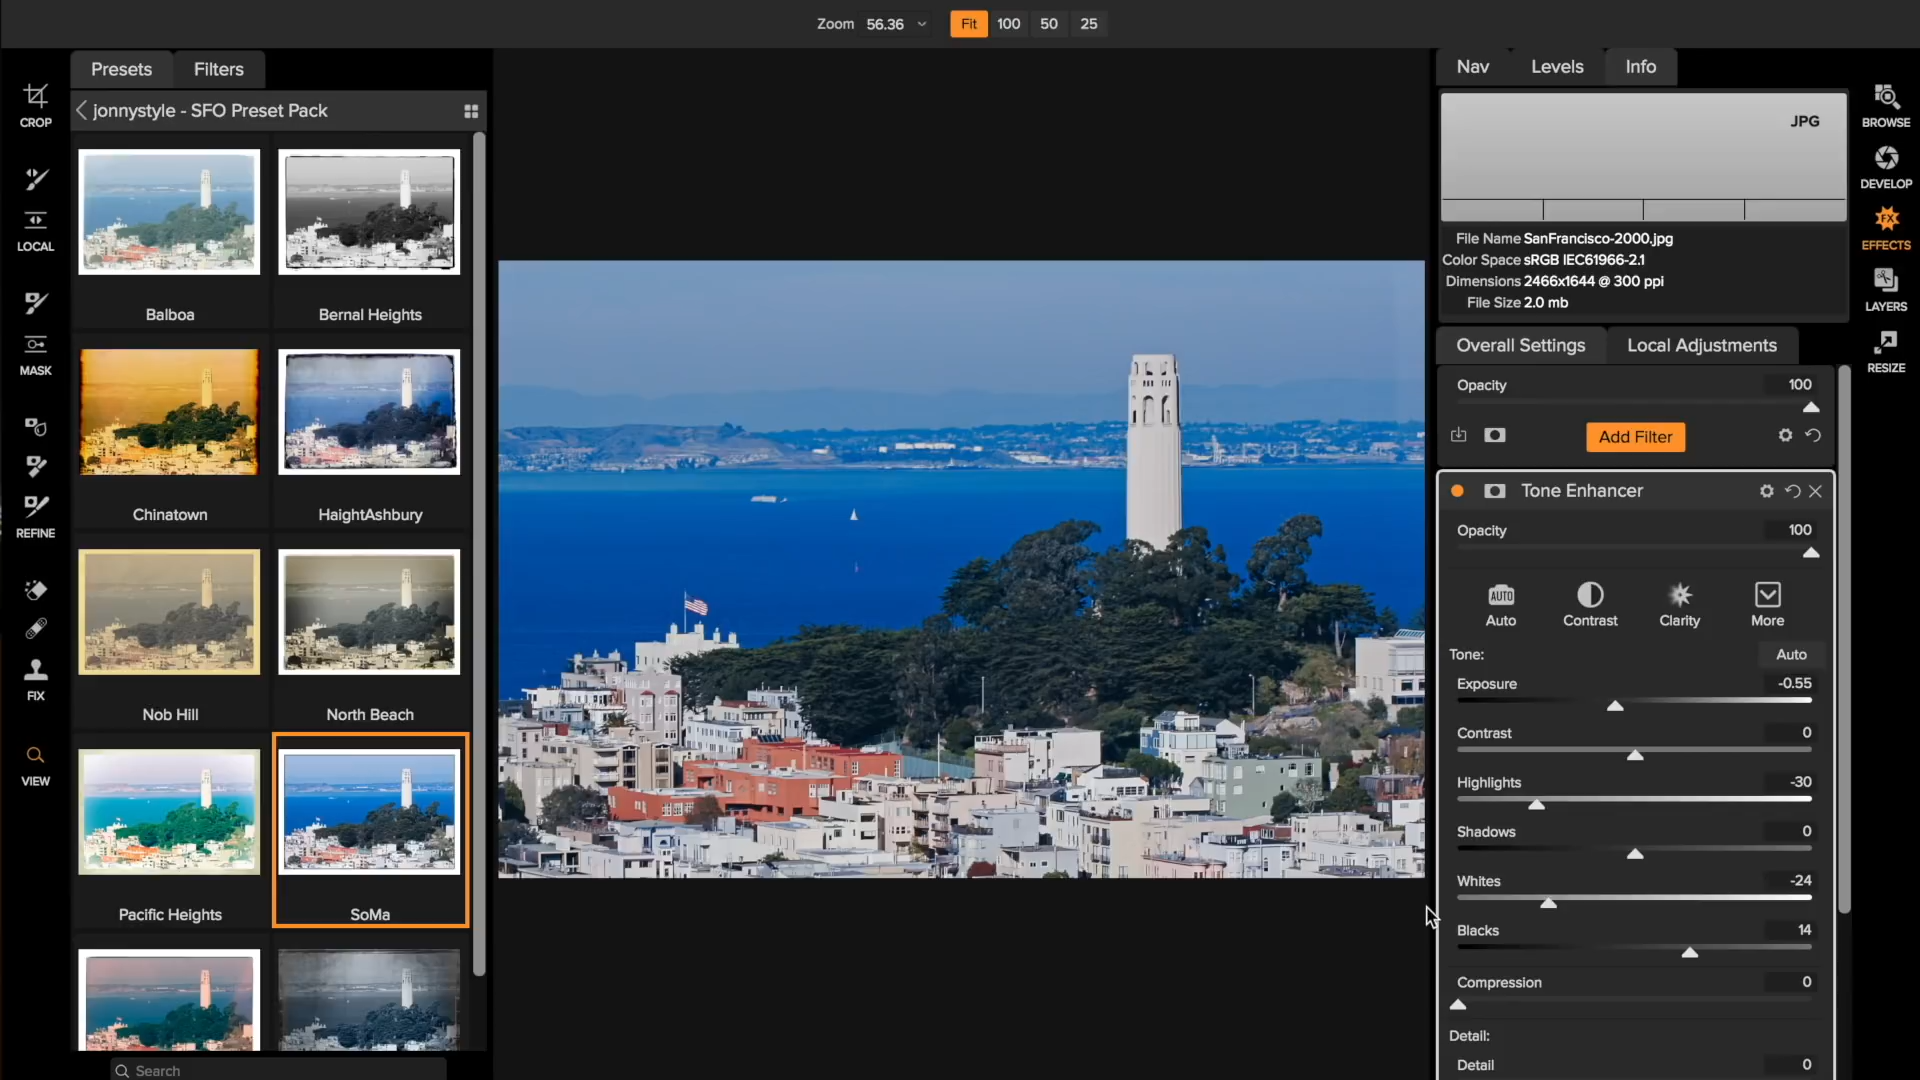 Zoom 56.36 Fit 100 50 25
Presets Filters
jonnystyle - SFO Preset Pack
CROP
LOCAL
MASK
REFINE
FIX
VIEW
Balboa Bernal Heights
Chinatown HaightAshbury
Nob Hill North Beach
Pacific Heights SoMa
Search
Nav Levels Info
JPG
File Name SanFrancisco-2000.jpg
Color Space sRGB IEC61966-2.1
Dimensions 2466x1644 @ 300 ppi
File Size 2.0 mb
Overall Settings Local Adjustments
Opacity 100
Add Filter
Tone Enhancer
Opacity 100
AUTO
Auto Contrast Clarity More
Tone: Auto
Exposure -0.55
Contrast 0
Highlights -30
Shadows 0
Whites -24
Blacks 14
Compression 0
Detail:
Detail 0
BROWSE
DEVELOP
FX
EFFECTS
LAYERS
RESIZE